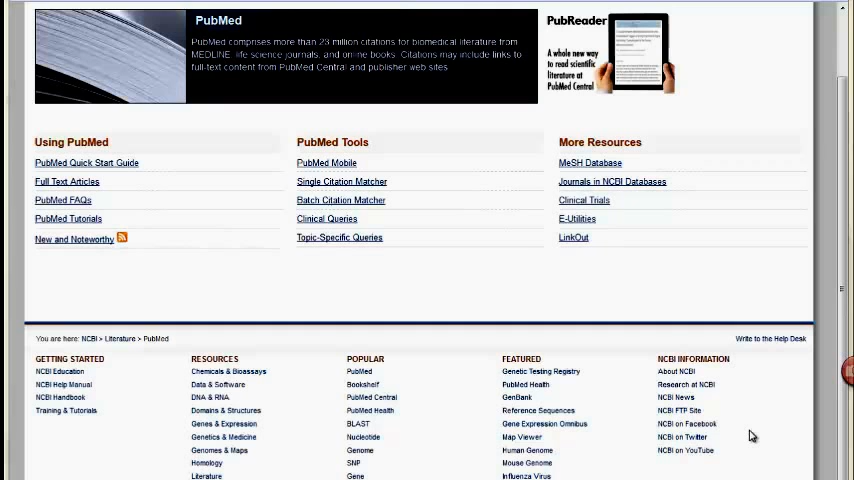 PubMed
PubMed comprises more than 23 million citations for biomedical literature from
MEDLINE, life science journals, and online books. Citations may include links to
full-text content from PubMed Central and publisher web sites.
PubReader
A whole new
way to read
scientific
literature at
PubMed Central
Using PubMed
PubMed Quick Start Guide
Full Text Articles
PubMed FAQs
PubMed Tutorials
New and Noteworthy
PubMed Tools
PubMed Mobile
Single Citation Matcher
Batch Citation Matcher
Clinical Queries
Topic-Specific Queries
More Resources
MeSH Database
Journals in NCBI Databases
Clinical Trials
E-Utilities
LinkOut
You are here: NCBI > Literature > PubMed
Write to the Help Desk
GETTING STARTED
NCBI Education
NCBI Help Manual
NCBI Handbook
Training & Tutorials
RESOURCES
Chemicals & Bioassays
Data & Software
DNA & RNA
Domains & Structures
Genes & Expression
Genetics & Medicine
Genomes & Maps
Homology
Literature
POPULAR
PubMed
Bookshelf
PubMed Central
PubMed Health
BLAST
Nucleotide
Genome
SNP
Gene
FEATURED
Genetic Testing Registry
PubMed Health
GenBank
Reference Sequences
Gene Expression Omnibus
Map Viewer
Human Genome
Mouse Genome
Influenza Virus
NCBI INFORMATION
About NCBI
Research at NCBI
NCBI News
NCBI FTP Site
NCBI on Facebook
NCBI on Twitter
NCBI on YouTube